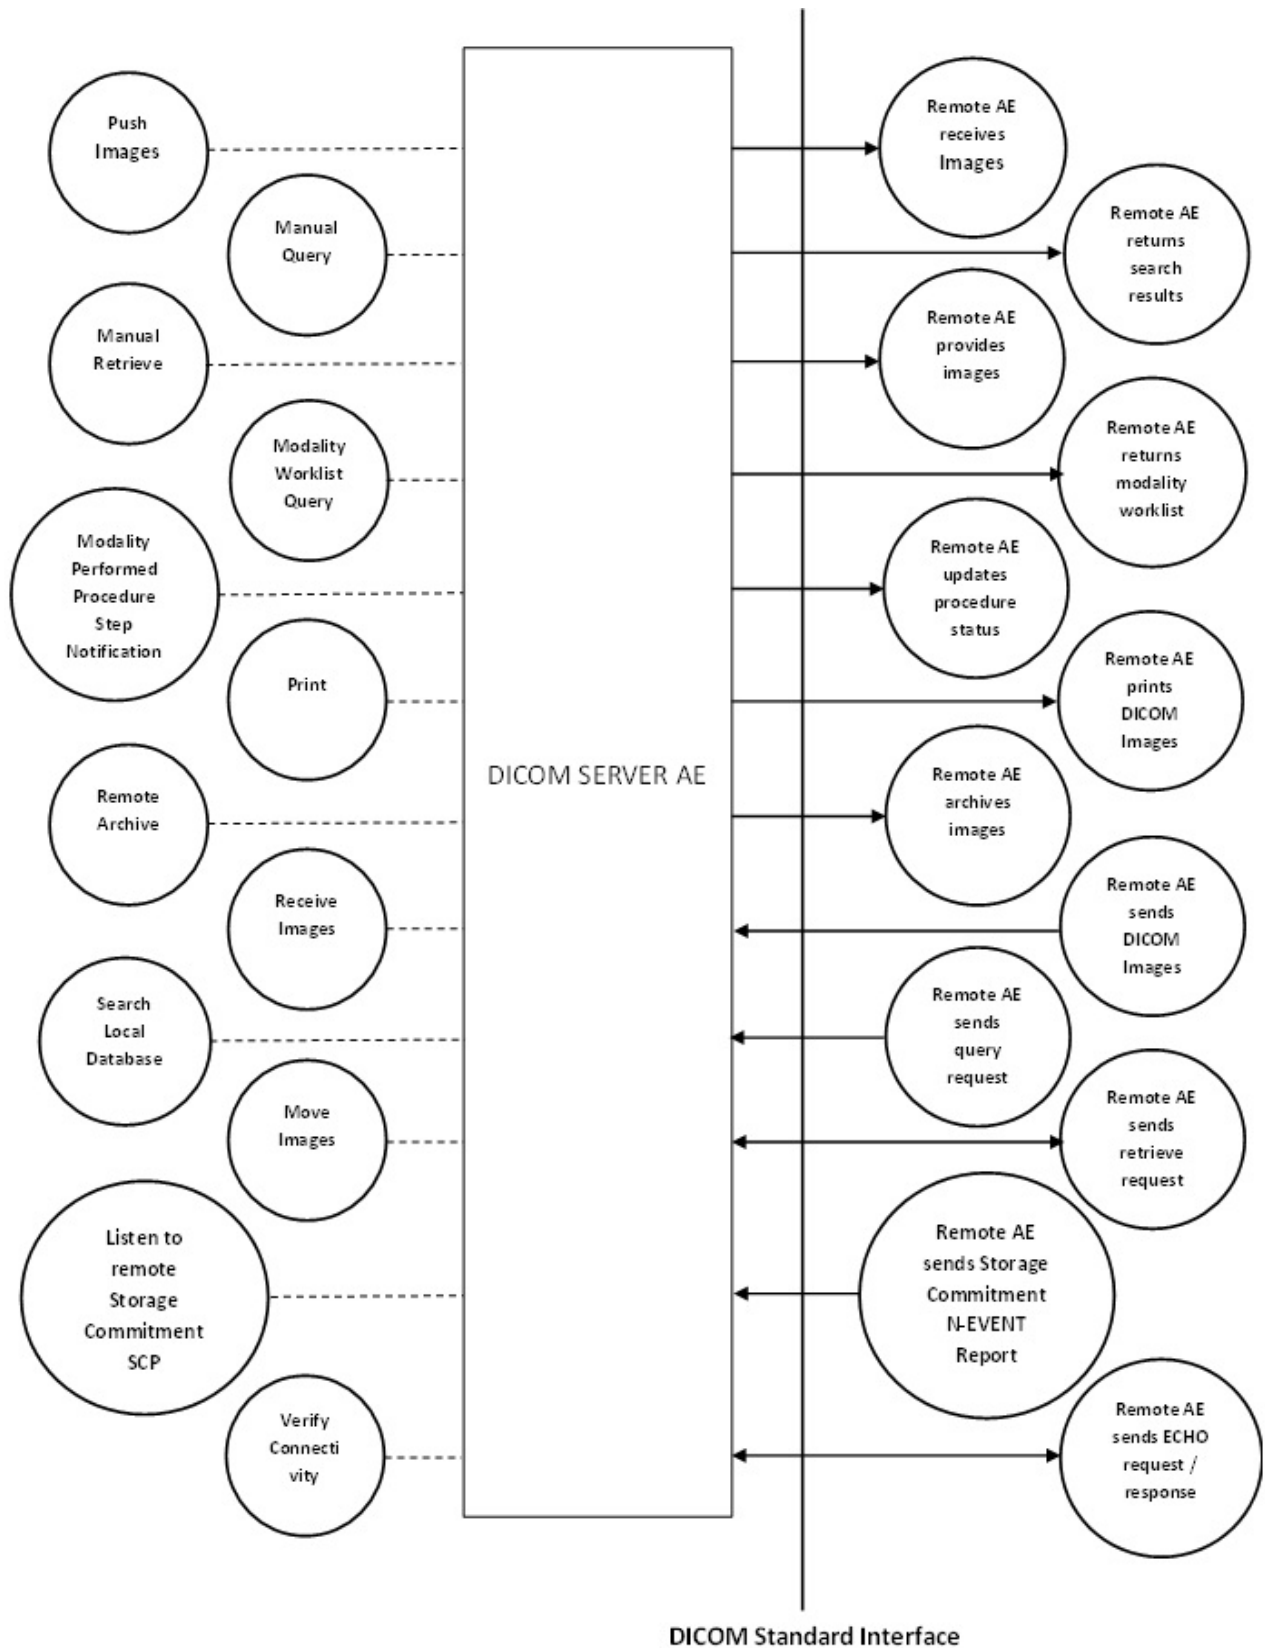 Push
Images
Manual
Query
Manual
Retrieve
Modality
Worklist
Query
Modality
Performed
Procedure
Step
Notification
Print
Remote
Archive
Receive
Images
Search
Local
Database
Move
Images
Listen to
remote
Storage
Commitment
SCP
Verify
Connecti
vity
DICOM SERVER AE
Remote AE
receives
Images
Remote AE
returns
search
results
Remote AE
provides
images
Remote AE
returns
modality
worklist
Remote AE
updates
procedure
status
Remote AE
prints
DICOM
Images
Remote AE
archives
images
Remote AE
sends
DICOM
Images
Remote AE
sends
query
request
Remote AE
sends
retrieve
request
Remote AE
sends Storage
Commitment
N-EVENT
Report
Remote AE
sends ECHO
request /
response
DICOM Standard Interface